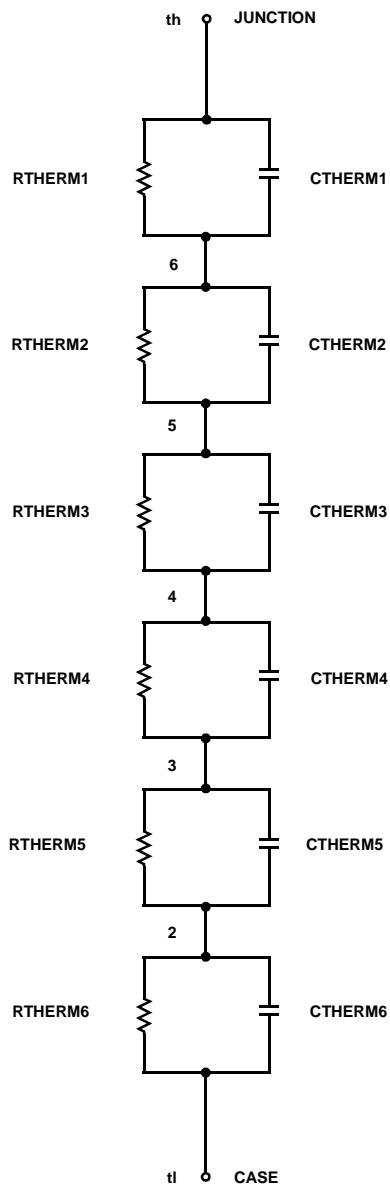 th JUNCTION
RTHERM1 CTHERM1
6
RTHERM2 CTHERM2
5
RTHERM3 CTHERM3
4
RTHERM4 CTHERM4
3
RTHERM5 CTHERM5
2
RTHERM6 CTHERM6
tl CASE